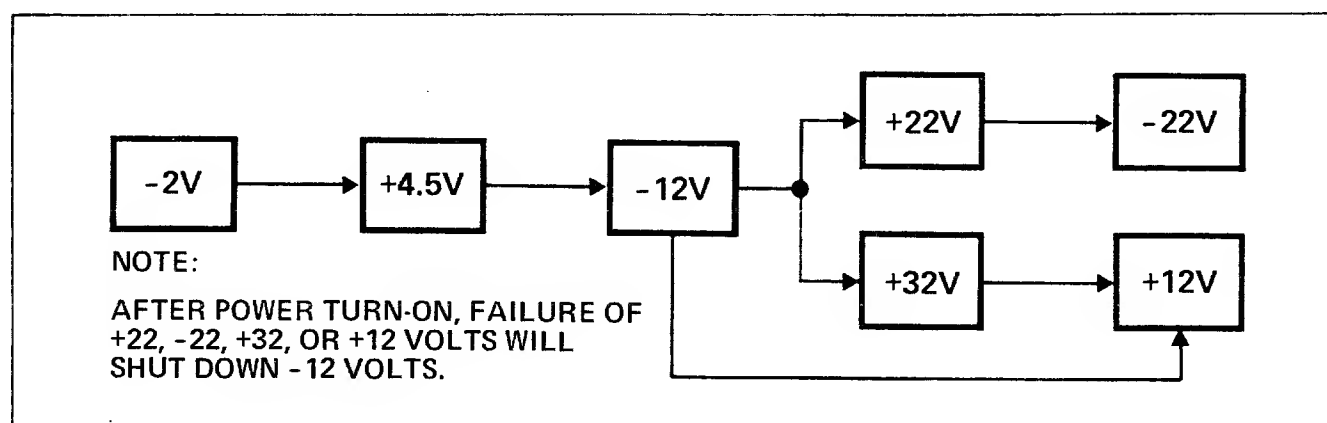 +22V
-22V
-2V
+4.5V
-12V
+32V
+12V
NOTE:
AFTER POWER TURN-ON, FAILURE OF
+22, -22, +32, OR +12 VOLTS WILL
SHUT DOWN -12 VOLTS.